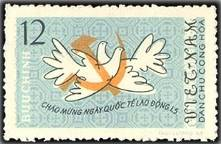 12
BƯU CHÍNH
CHÀO MỪNG NGÀY QUỐC TẾ LAO ĐỘNG 1.5
VIỆT-NAM
DÂN CHỦ CỘNG HÒA